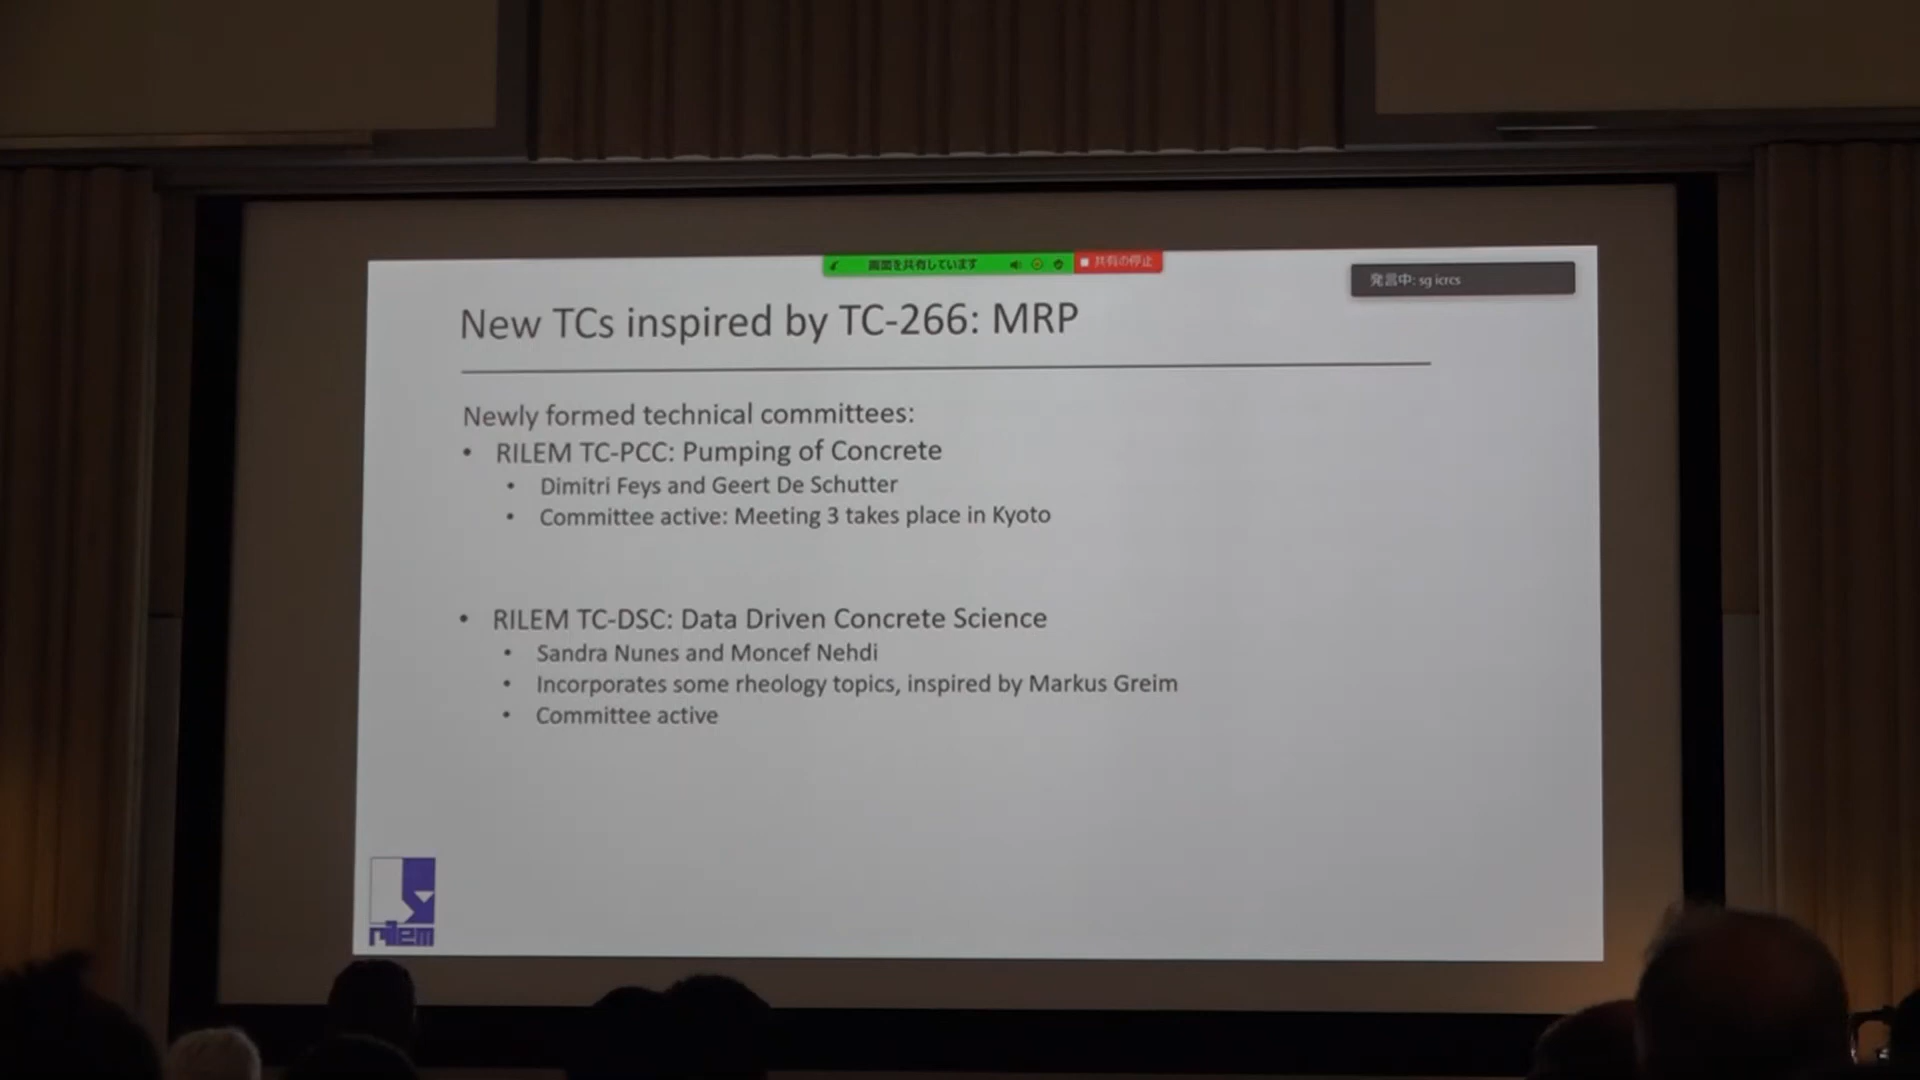 画面を共有しています
共有の停止
発言中: sg icrcs
New TCs inspired by TC-266: MRP
Newly formed technical committees:
• RILEM TC-PCC: Pumping of Concrete
• Dimitri Feys and Geert De Schutter
• Committee active: Meeting 3 takes place in Kyoto
• RILEM TC-DSC: Data Driven Concrete Science
• Sandra Nunes and Moncef Nehdi
• Incorporates some rheology topics, inspired by Markus Greim
• Committee active
rilem